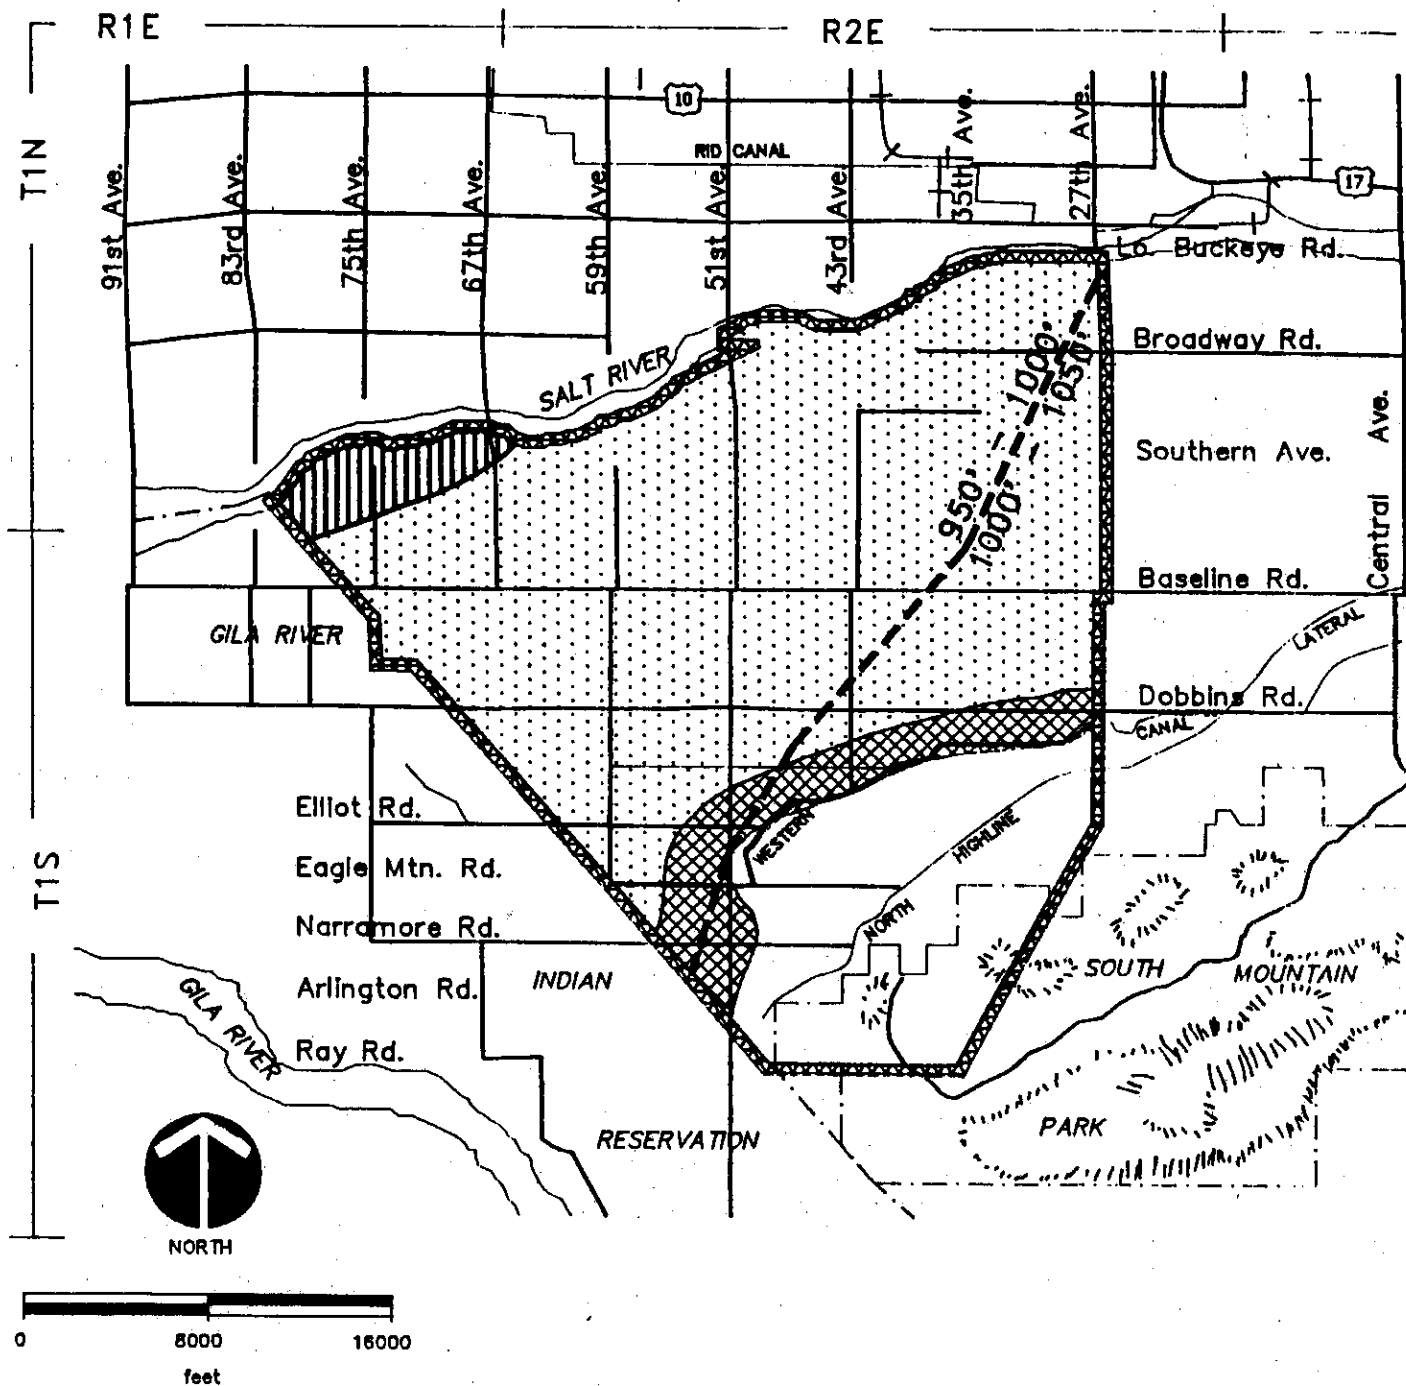 R1E
R2E
T1N
10
RID CANAL
17
91st Ave.
83rd Ave.
75th Ave.
67th Ave.
59th Ave.
51st Ave.
43rd Ave.
35th Ave.
27th Ave.
Lo. Buckeye Rd.
Broadway Rd.
SALT RIVER
1000'
1050'
Southern Ave.
Central Ave.
950'
1000'
Baseline Rd.
GILA RIVER
LATERAL
Dobbins Rd.
CANAL
Elliot Rd.
WESTERN
HIGHLINE
NORTH
T1S
Eagle Mtn. Rd.
Narramore Rd.
INDIAN
SOUTH
MOUNTAIN
Arlington Rd.
GILA RIVER
Ray Rd.
RESERVATION
PARK
NORTH
0
8000
16000
feet